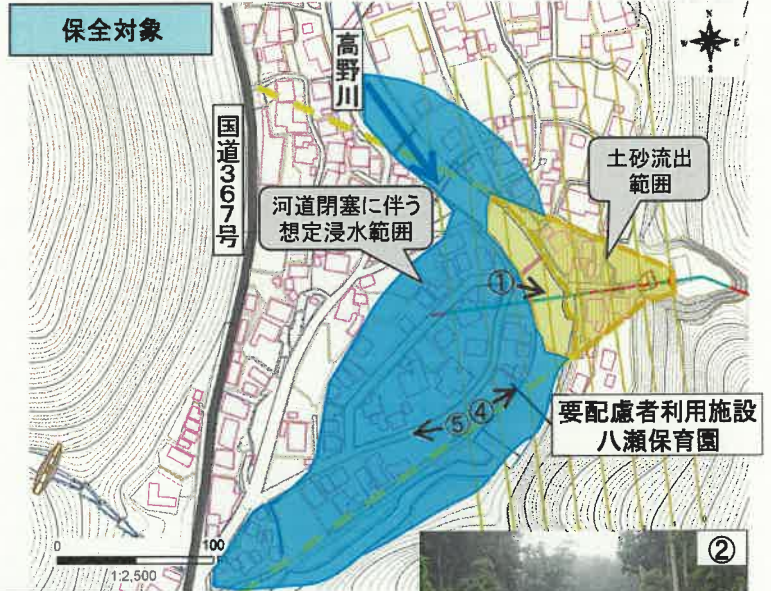 保全対象
高野川
N
W E
S
国道367号
土砂流出
範囲
河道閉塞に伴う
想定浸水範囲
①
⑤④
要配慮者利用施設
八瀬保育園
0 100
1:2,500
②